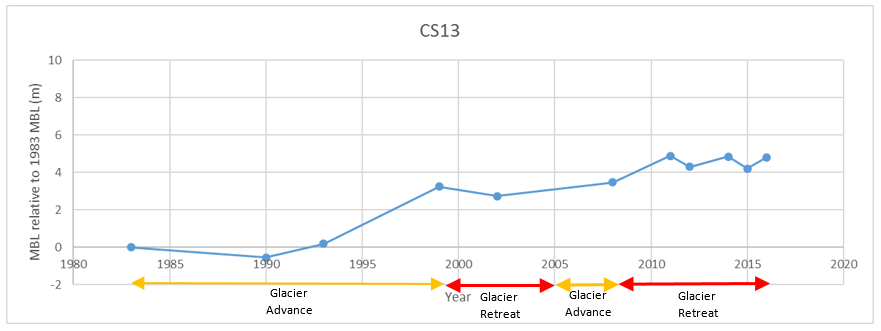 CS13
MBL relative to 1983 MBL (m)
10
8
6
4
2
0
-2
1980
1985
1990
1995
2000
2005
2010
2015
2020
Year
Glacier
Advance
Glacier
Retreat
Glacier
Advance
Glacier
Retreat